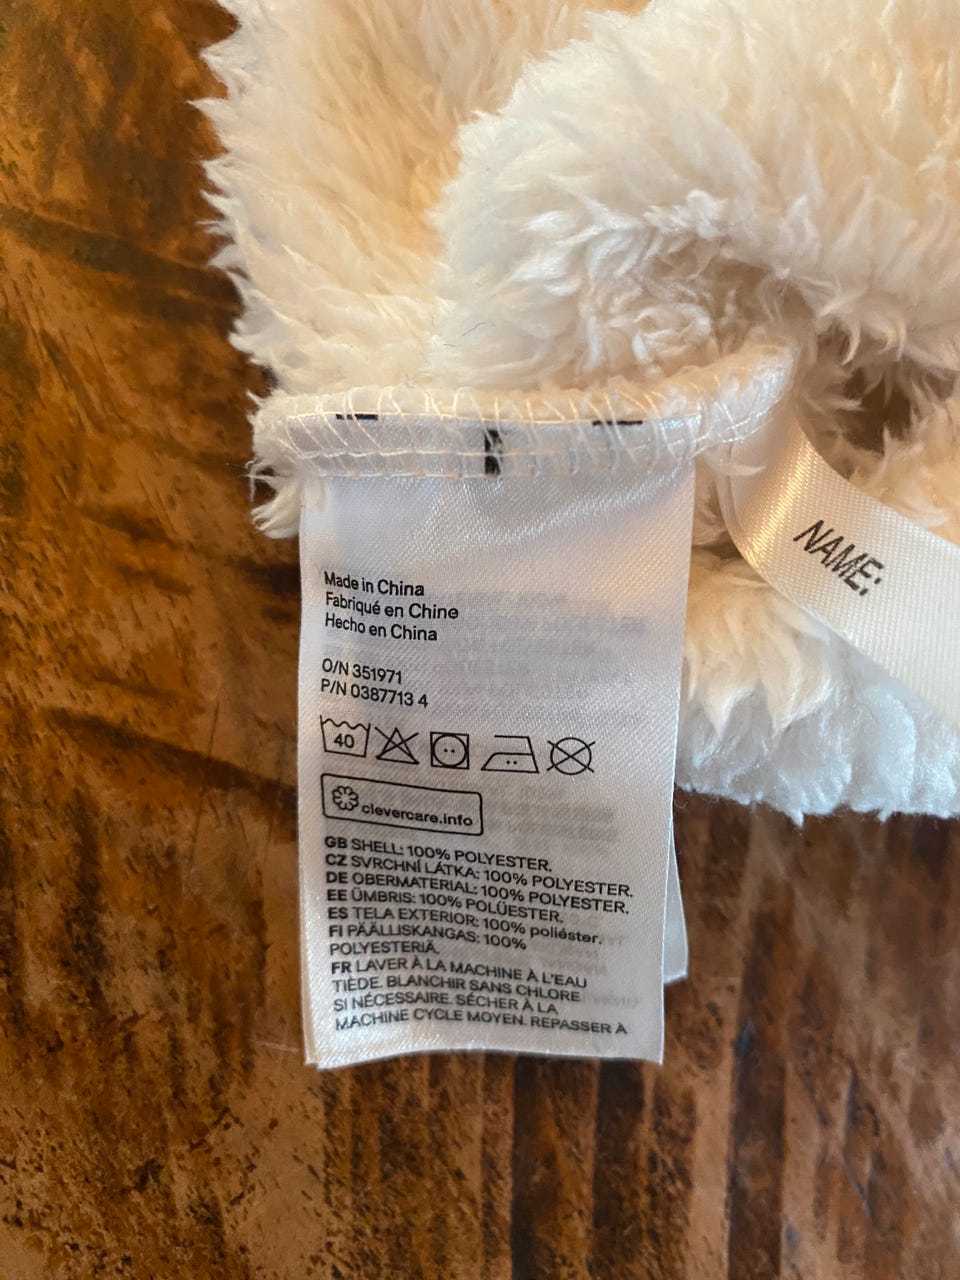 Made in China
Fabriqué en Chine
Hecho en China
O/N 351971
P/N 0387713 4
40
clevercare.info
GB SHELL: 100% POLYESTER.
CZ SVRCHNÍ LÁTKA: 100% POLYESTER.
DE OBERMATERIAL: 100% POLYESTER.
EE ÜMBRIS: 100% POLÜESTER.
ES TELA EXTERIOR: 100% poliéster.
FI PÄÄLLISKANGAS: 100%
POLYESTERIÄ.
FR LAVER À LA MACHINE À L'EAU
TIÈDE. BLANCHIR SANS CHLORE
SI NÉCESSAIRE. SÉCHER À LA
MACHINE CYCLE MOYEN. REPASSER À
NAME: